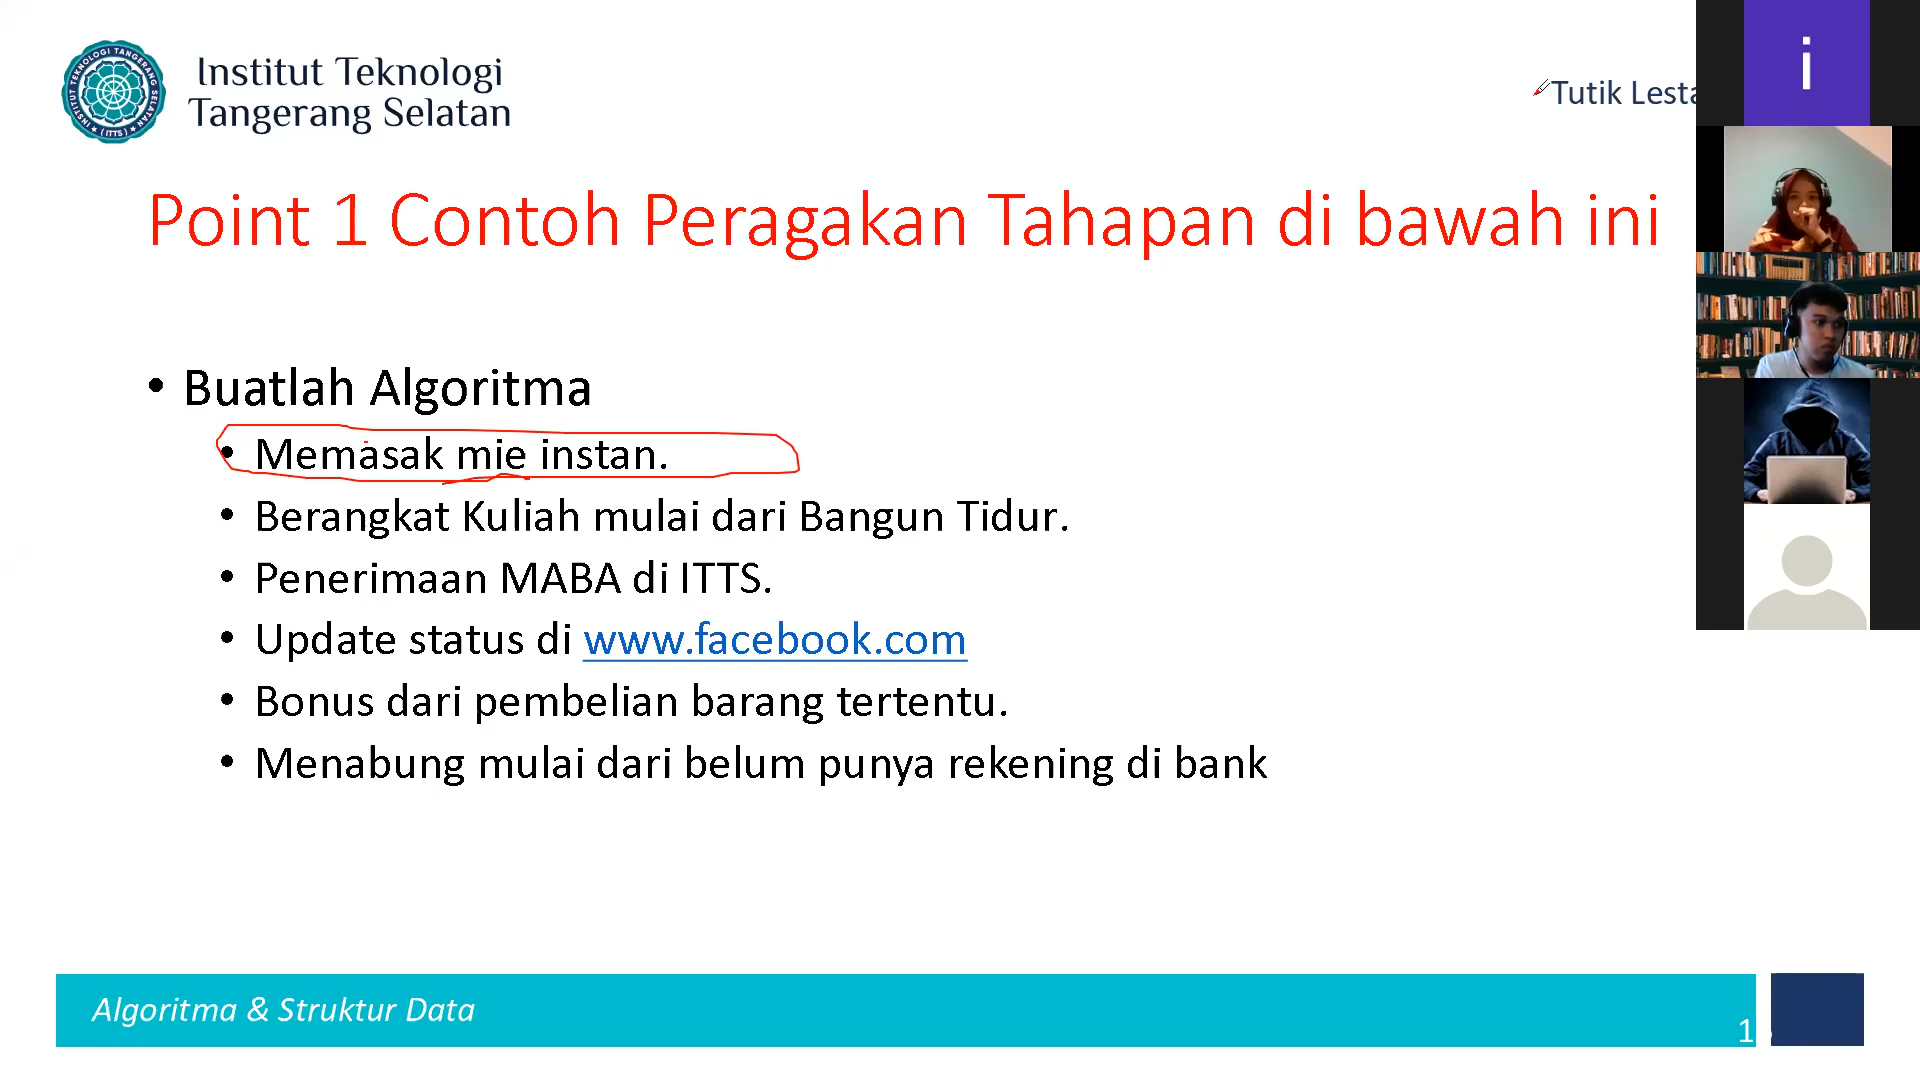 Institut Teknologi
Tangerang Selatan
Tutik
i
Point 1 Contoh Peragakan Tahapan di bawah ini
• Buatlah Algoritma
• Memasak mie instan.
• Berangkat Kuliah mulai dari Bangun Tidur.
• Penerimaan MABA di ITTS.
• Update status di www.facebook.com
• Bonus dari pembelian barang tertentu.
• Menabung mulai dari belum punya rekening di bank
Algoritma & Struktur Data